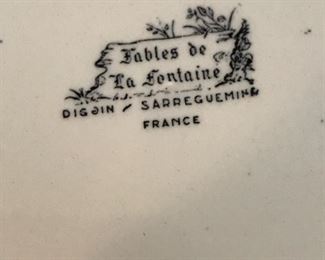 Fables de
La Fontaine
DIGOIN / SARREGUEMINES
FRANCE